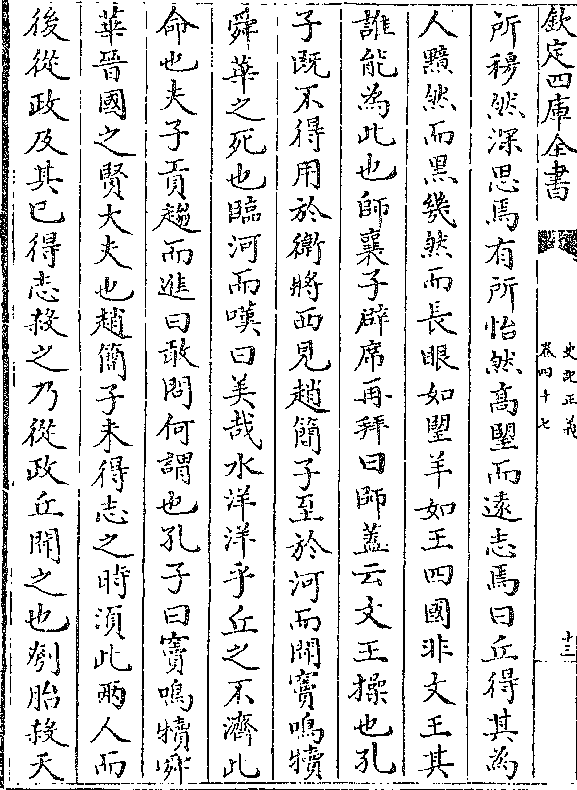 欽定四庫全書
史記正義
卷四十七
十三
所穆然深思焉有所怡然髙望而遠志焉曰丘得其為
人黯然而黒幾然而長眼如望羊如王四國非文王其
誰能為此也師襄子辟席再拜曰師葢云文王操也孔
子既不得用於衛將西見趙簡子至於河而聞竇鳴犢
舜華之死也臨河而嘆曰美哉水洋洋乎丘之不濟此
命也夫子貢趨而進曰敢問何謂也孔子曰竇鳴犢舜
華晉國之賢大夫也趙簡子未得志之時湏此兩人而
後從政及其已得志殺之乃從政丘聞之也刳胎殺天